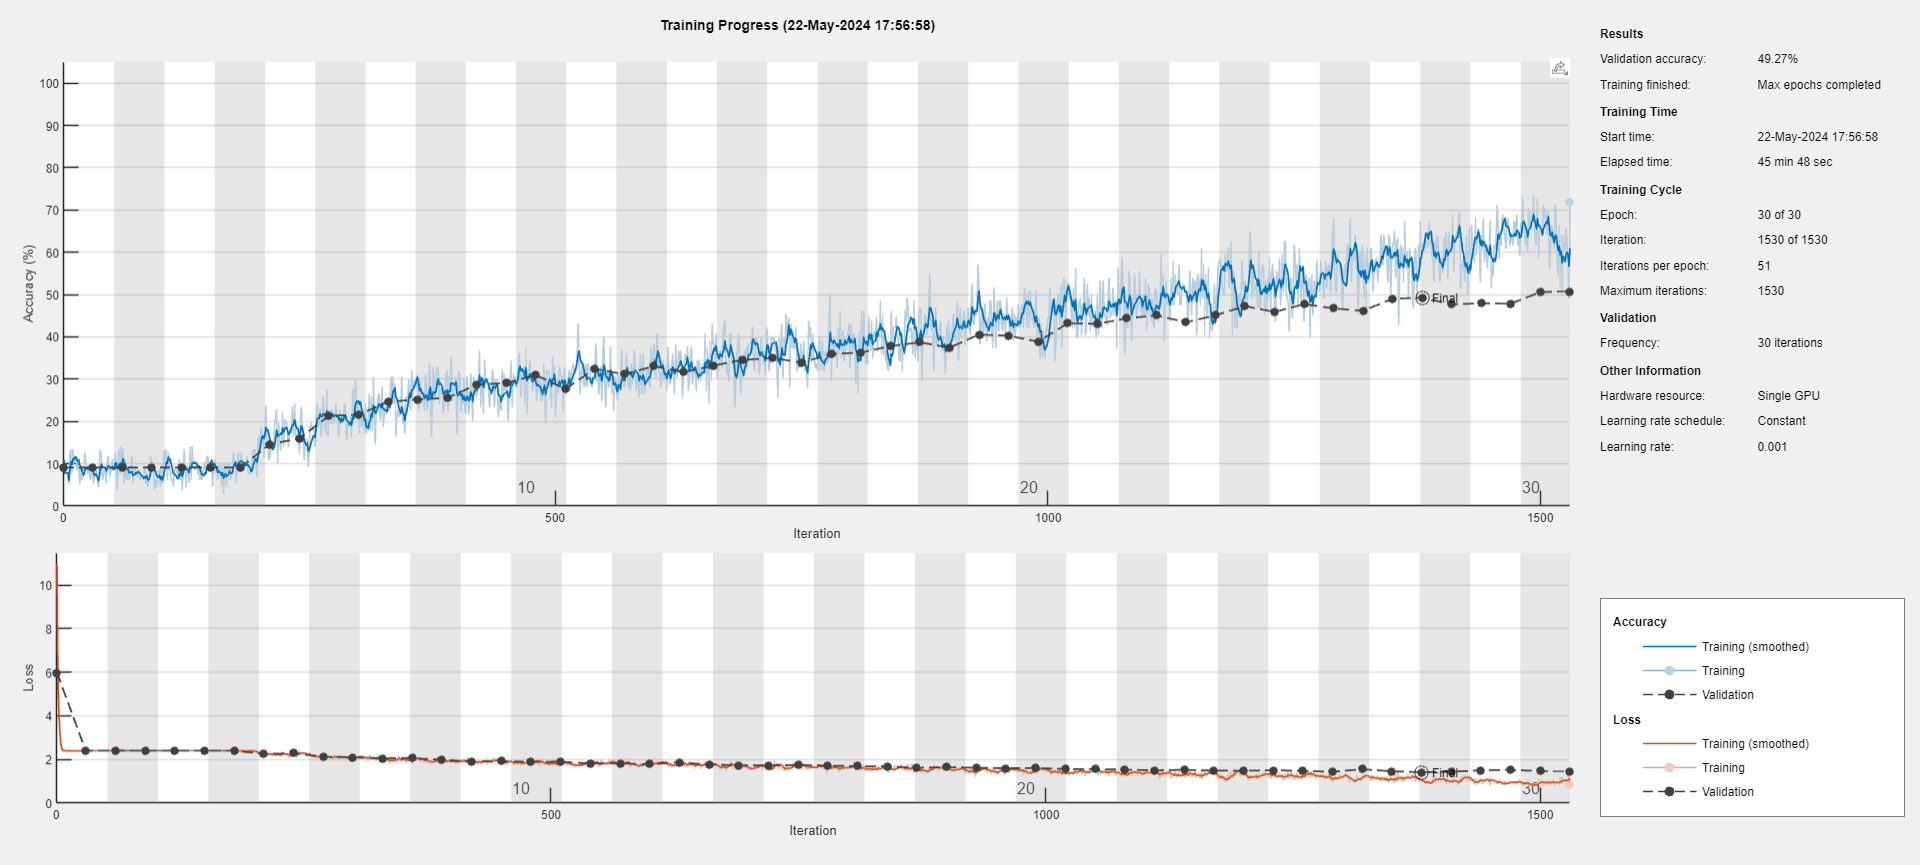 Training Progress (22-May-2024 17:56:58)
Accuracy (%)
100
90
80
70
60
50
40
30
20
10
0
Final
10
20
30
0
500
1000
1500
Iteration
Loss
10
8
6
4
2
0
Final
10
20
30
0
500
1000
1500
Iteration
Results
Validation accuracy: 49.27%
Training finished: Max epochs completed
Training Time
Start time: 22-May-2024 17:56:58
Elapsed time: 45 min 48 sec
Training Cycle
Epoch: 30 of 30
Iteration: 1530 of 1530
Iterations per epoch: 51
Maximum iterations: 1530
Validation
Frequency: 30 iterations
Other Information
Hardware resource: Single GPU
Learning rate schedule: Constant
Learning rate: 0.001
Accuracy
Training (smoothed)
Training
Validation
Loss
Training (smoothed)
Training
Validation